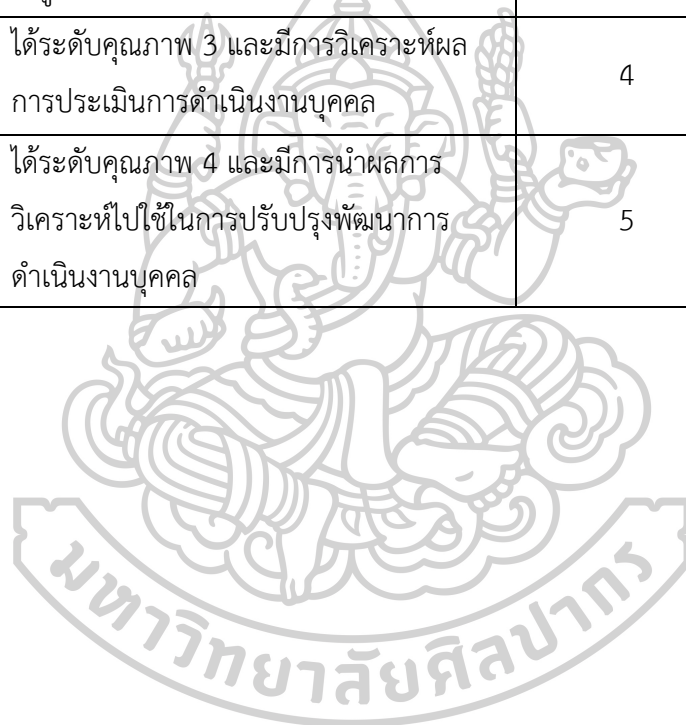 ได้ระดับคุณภาพ 3 และมีการวิเคราะห์ผล
การประเมินการดำเนินงานบุคคล
4
ได้ระดับคุณภาพ 4 และมีการนำผลการ
วิเคราะห์ไปใช้ในการปรับปรุงพัฒนาการ
ดำเนินงานบุคคล
5
มหาวิทยาลัยศิลปากร